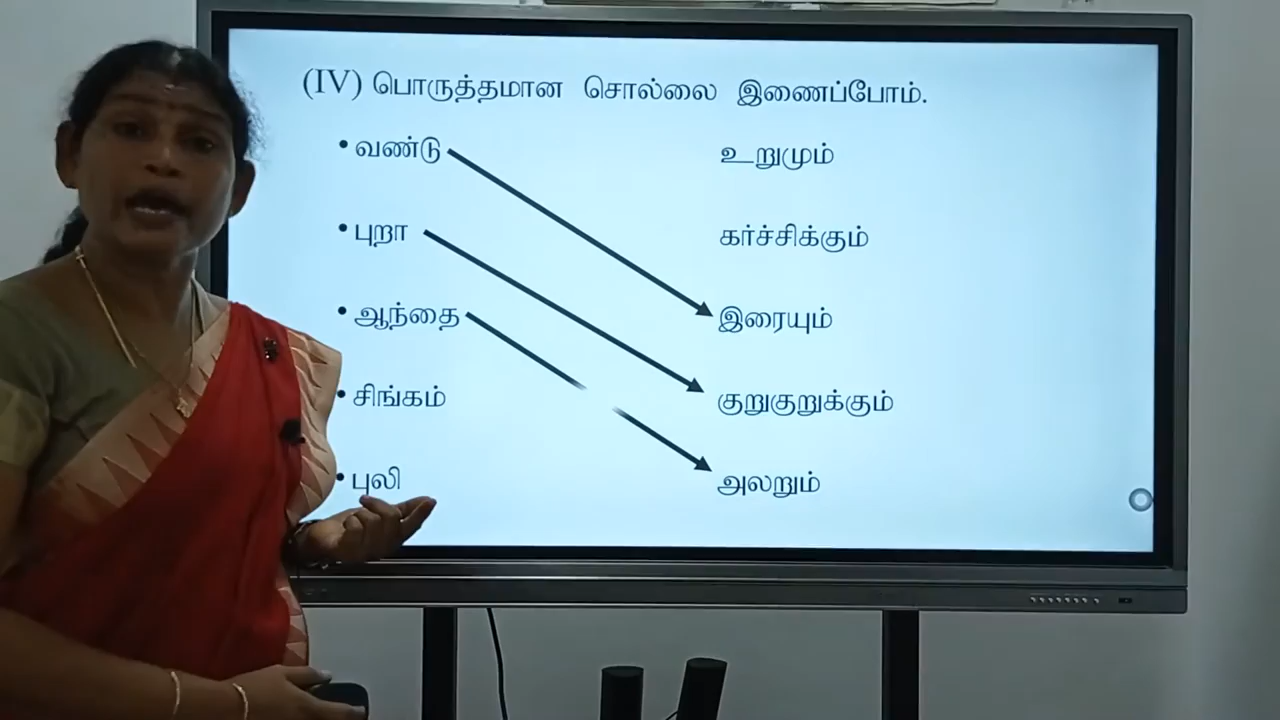 (IV) பொருத்தமான சொல்லை இணைப்போம்.
• வண்டு உறுமும்
• புறா கர்ச்சிக்கும்
• ஆந்தை இரையும்
• சிங்கம் குறுகுறுக்கும்
• புலி அலறும்